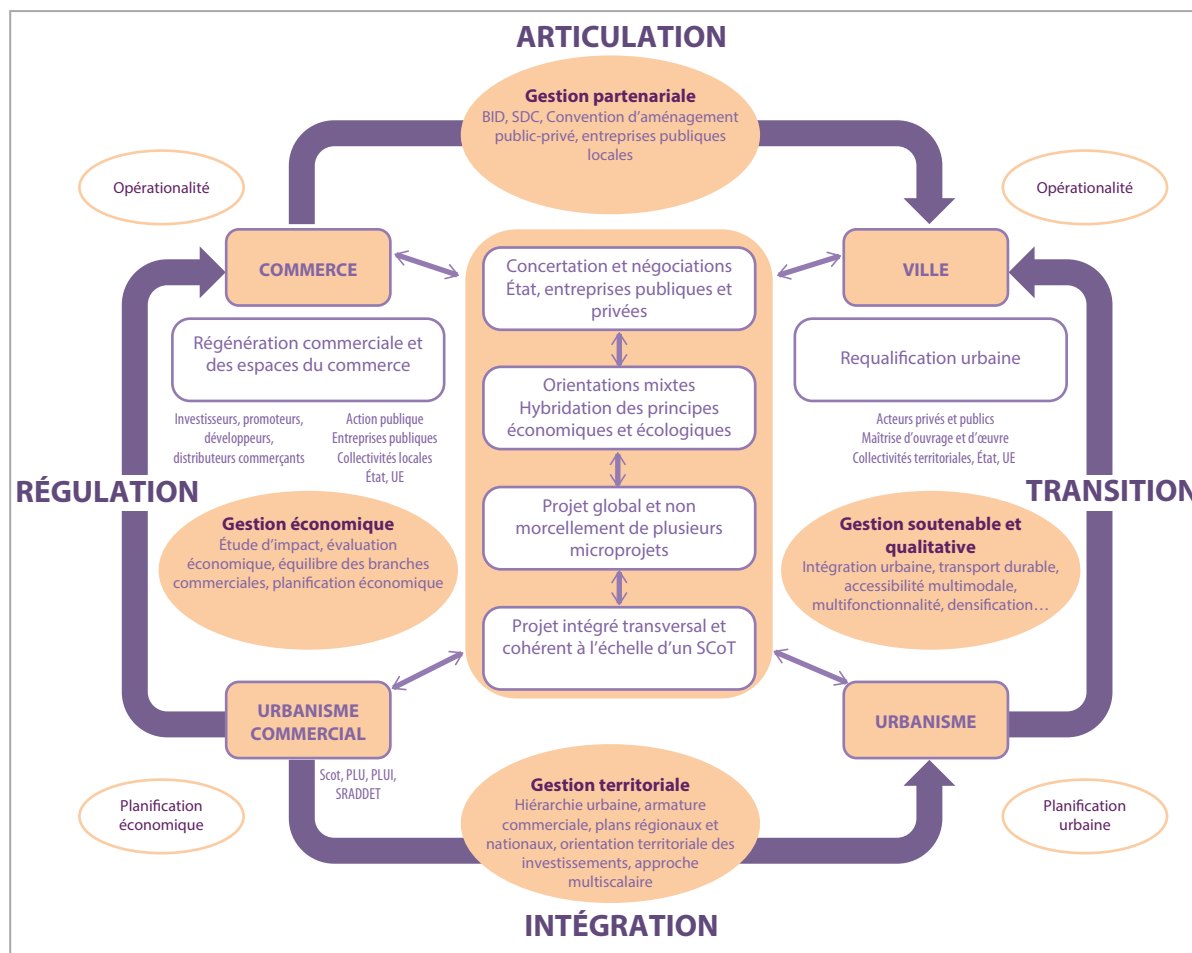 ARTICULATION
Gestion partenariale
BID, SDC, Convention d’aménagement
public-privé, entreprises publiques
locales
Opérationalité
Opérationalité
COMMERCE
VILLE
Concertation et négociations
État, entreprises publiques et
privées
Régénération commerciale et
des espaces du commerce
Requalification urbaine
Orientations mixtes
Hybridation des principes
économiques et écologiques
Investisseurs, promoteurs,
développeurs,
distributeurs commerçants
Action publique
Entreprises publiques
Collectivités locales
État, UE
Acteurs privés et publics
Maîtrise d’ouvrage et d’œuvre
Collectivités territoriales, État, UE
RÉGULATION
TRANSITION
Projet global et non
morcellement de plusieurs
microprojets
Gestion économique
Étude d’impact, évaluation
économique, équilibre des branches
commerciales, planification économique
Gestion soutenable et
qualitative
Intégration urbaine, transport durable,
accessibilité multimodale,
multifonctionnalité, densification…
Projet intégré transversal et
cohérent à l’échelle d’un SCoT
URBANISME
COMMERCIAL
URBANISME
Scot, PLU, PLUI,
SRADDET
Planification
économique
Gestion territoriale
Hiérarchie urbaine, armature
commerciale, plans régionaux et
nationaux, orientation territoriale des
investissements, approche
multiscalaire
Planification
urbaine
INTÉGRATION